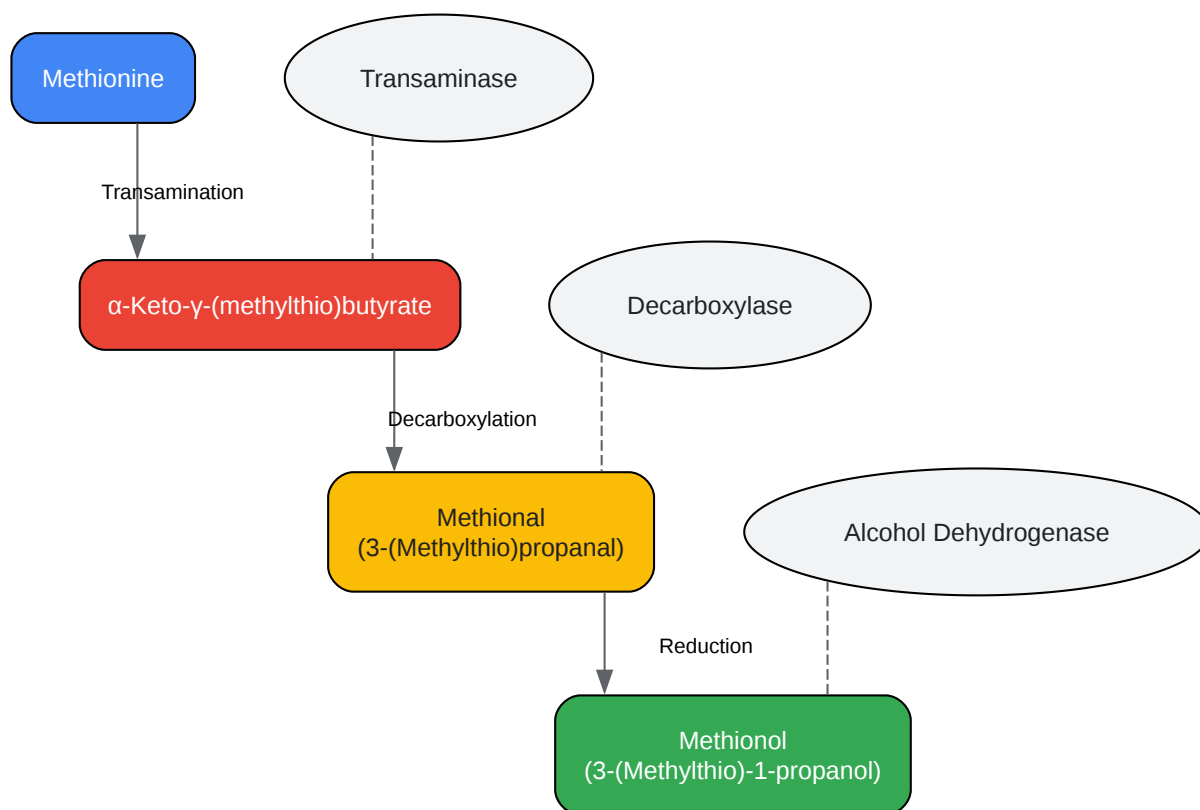 Methionine
Transaminase
Transamination
α-Keto-γ-(methylthio)butyrate
Decarboxylase
Decarboxylation
Methional
(3-(Methylthio)propanal)
Alcohol Dehydrogenase
Reduction
Methionol
(3-(Methylthio)-1-propanol)